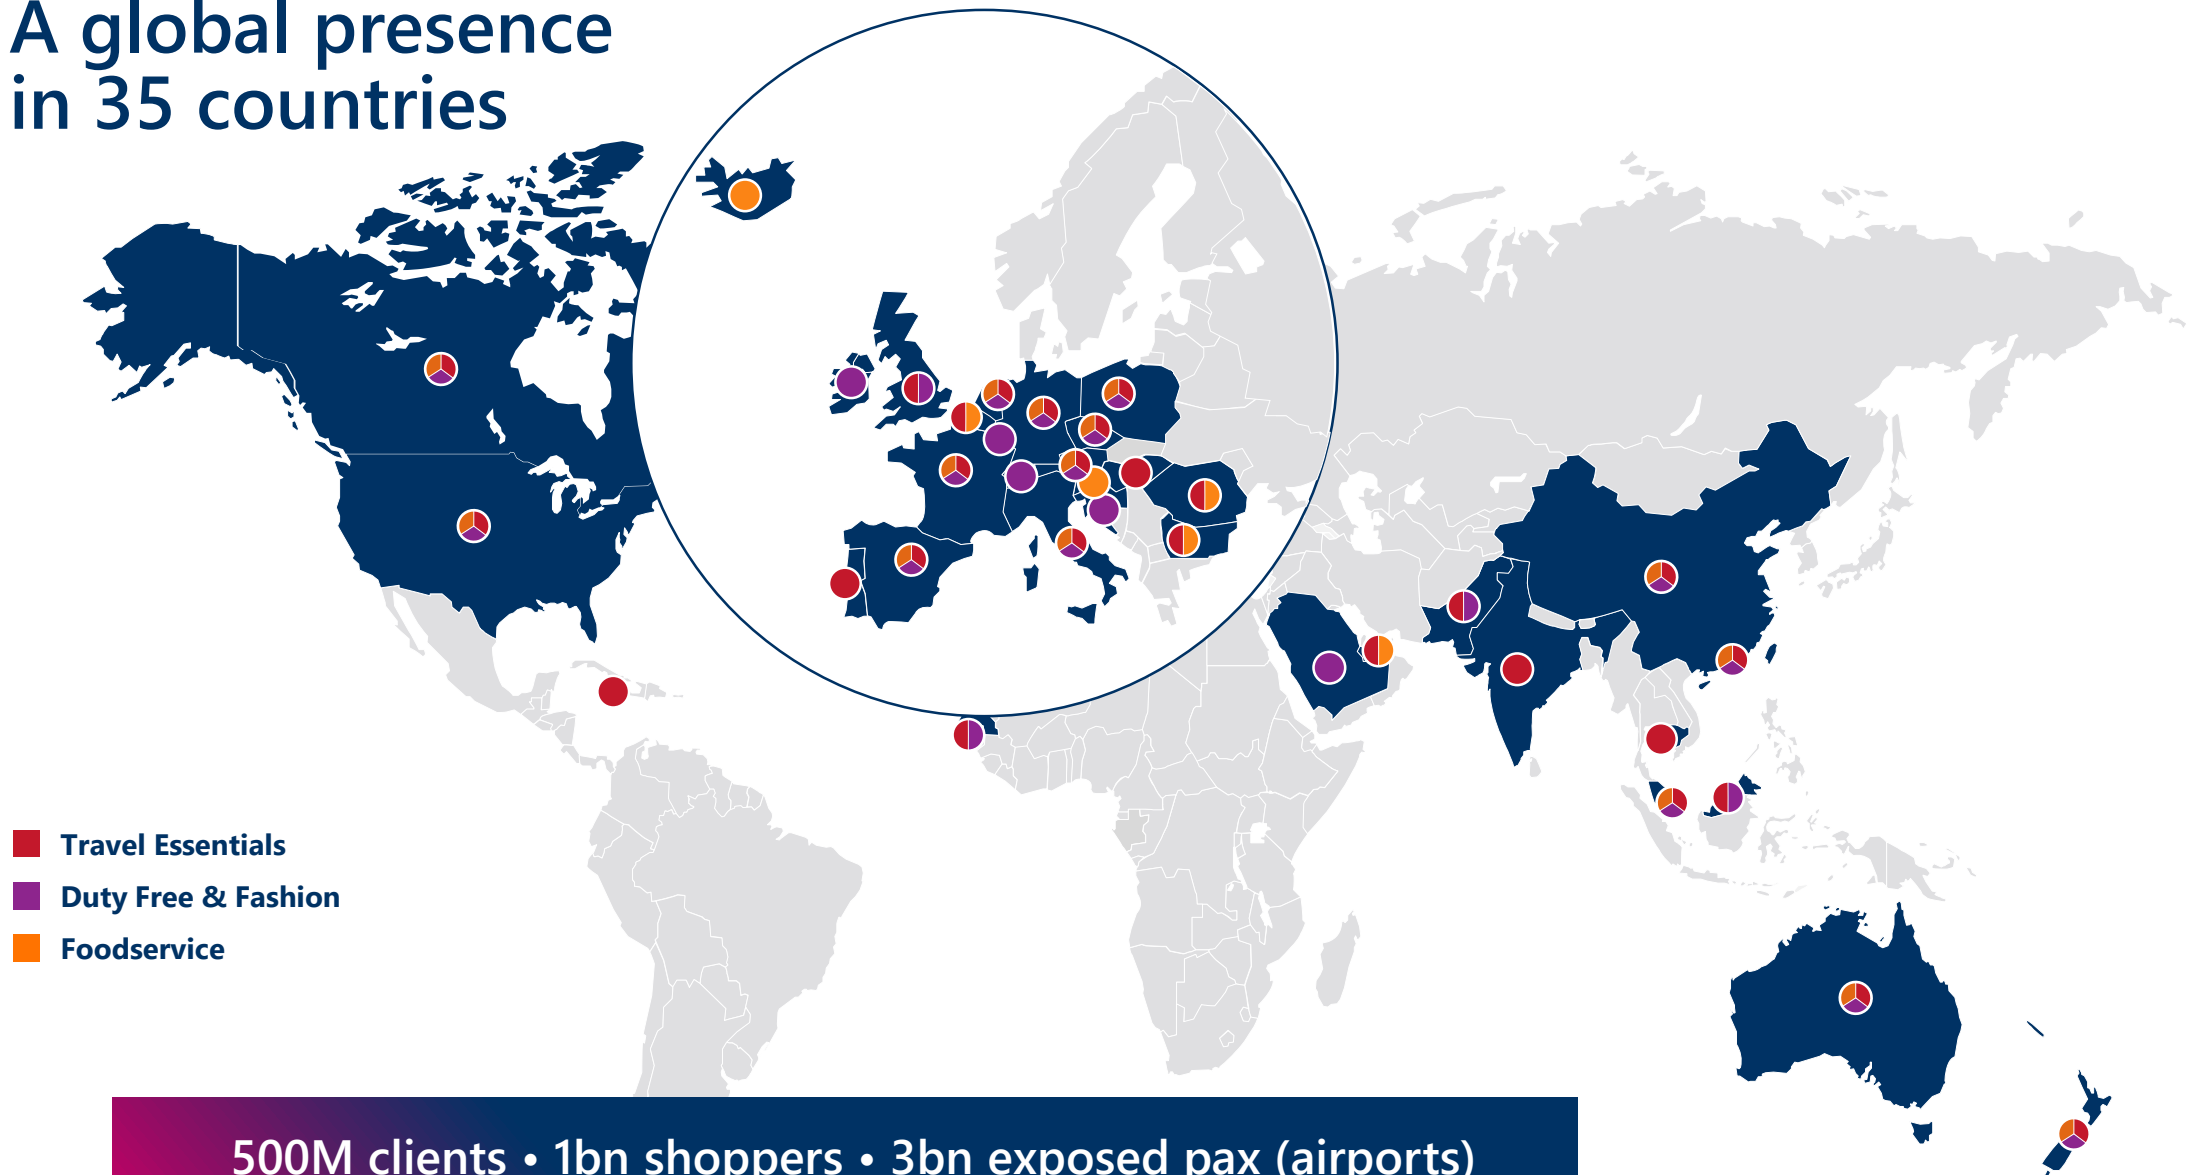 A global presence
in 35 countries
Travel Essentials
Duty Free & Fashion
Foodservice
500M clients • 1bn shoppers • 3bn exposed pax (airports)